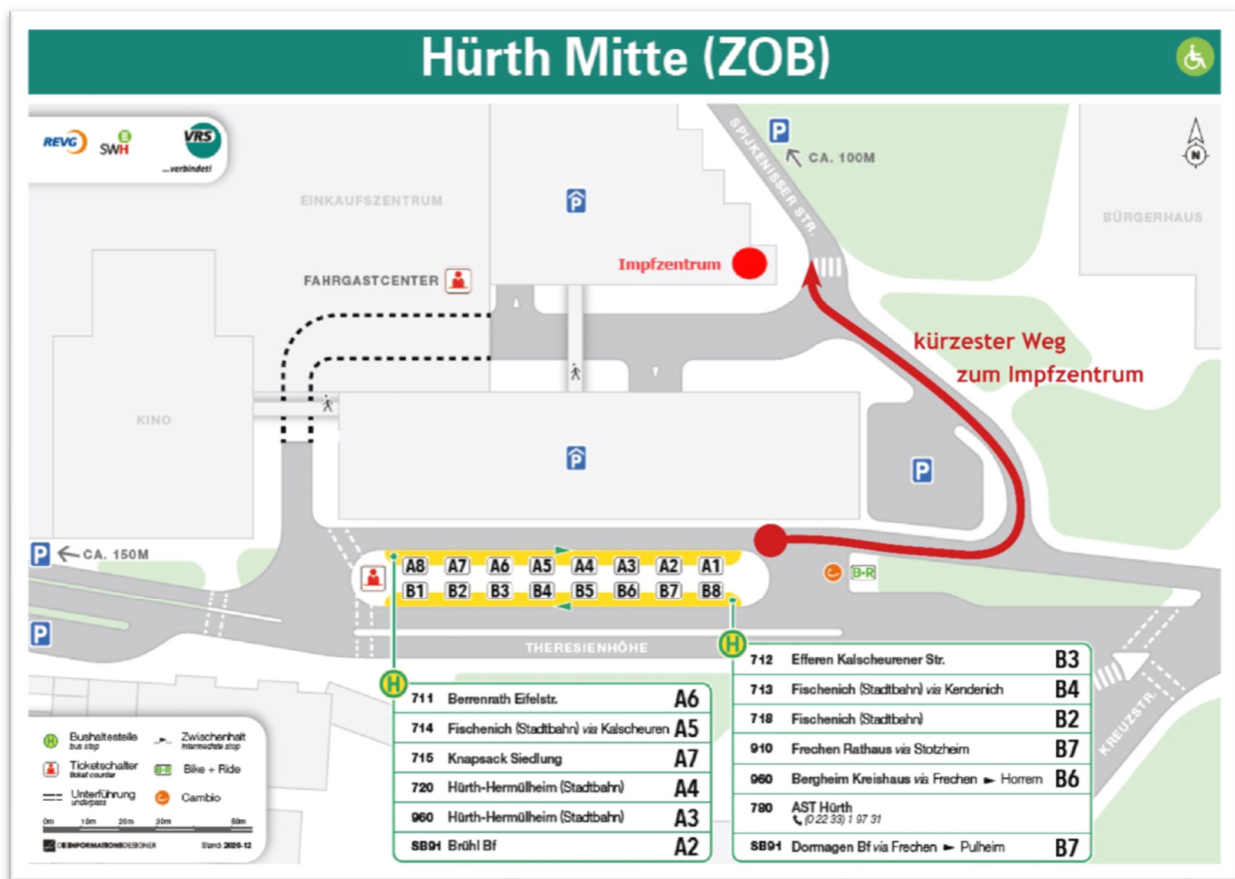 Hürth Mitte (ZOB)
REVG
SWH
VRS
...verbindet!
SPIJKENISSER STR.
P
CA. 100M
N
EINKAUFSZENTRUM
P
BÜRGERHAUS
Impfzentrum
FAHRGASTCENTER
kürzester Weg
zum Impfzentrum
KINO
P
P
P
CA. 150M
A8 A7 A6 A5 A4 A3 A2 A1
B1 B2 B3 B4 B5 B6 B7 B8
B+R
P
THERESIENHÖHE
KREUZSTR.
H
711 Berrenrath Eifelstr. A6
714 Fischenich (Stadtbahn) via Kalscheuren A5
715 Knapsack Siedlung A7
720 Hürth-Hermülheim (Stadtbahn) A4
960 Hürth-Hermülheim (Stadtbahn) A3
SB91 Brühl Bf A2
H
712 Efferen Kalscheurener Str. B3
713 Fischenich (Stadtbahn) via Kendenich B4
718 Fischenich (Stadtbahn) B2
910 Frechen Rathaus via Stotzheim B7
960 Bergheim Kreishaus via Frechen ► Horrem B6
780 AST Hürth
(0 22 33) 1 97 31
SB91 Dormagen Bf via Frechen ► Pulheim B7
H Bushaltestelle
bus stop
Zwischenhalt
intermediate stop
Ticketschalter
ticket counter
B+R Bike + Ride
Unterführung
underpass
Cambio
0m 10m 20m 30m 50m
DIEINFORMATIONSDESIGNER
Stand: 2020-12